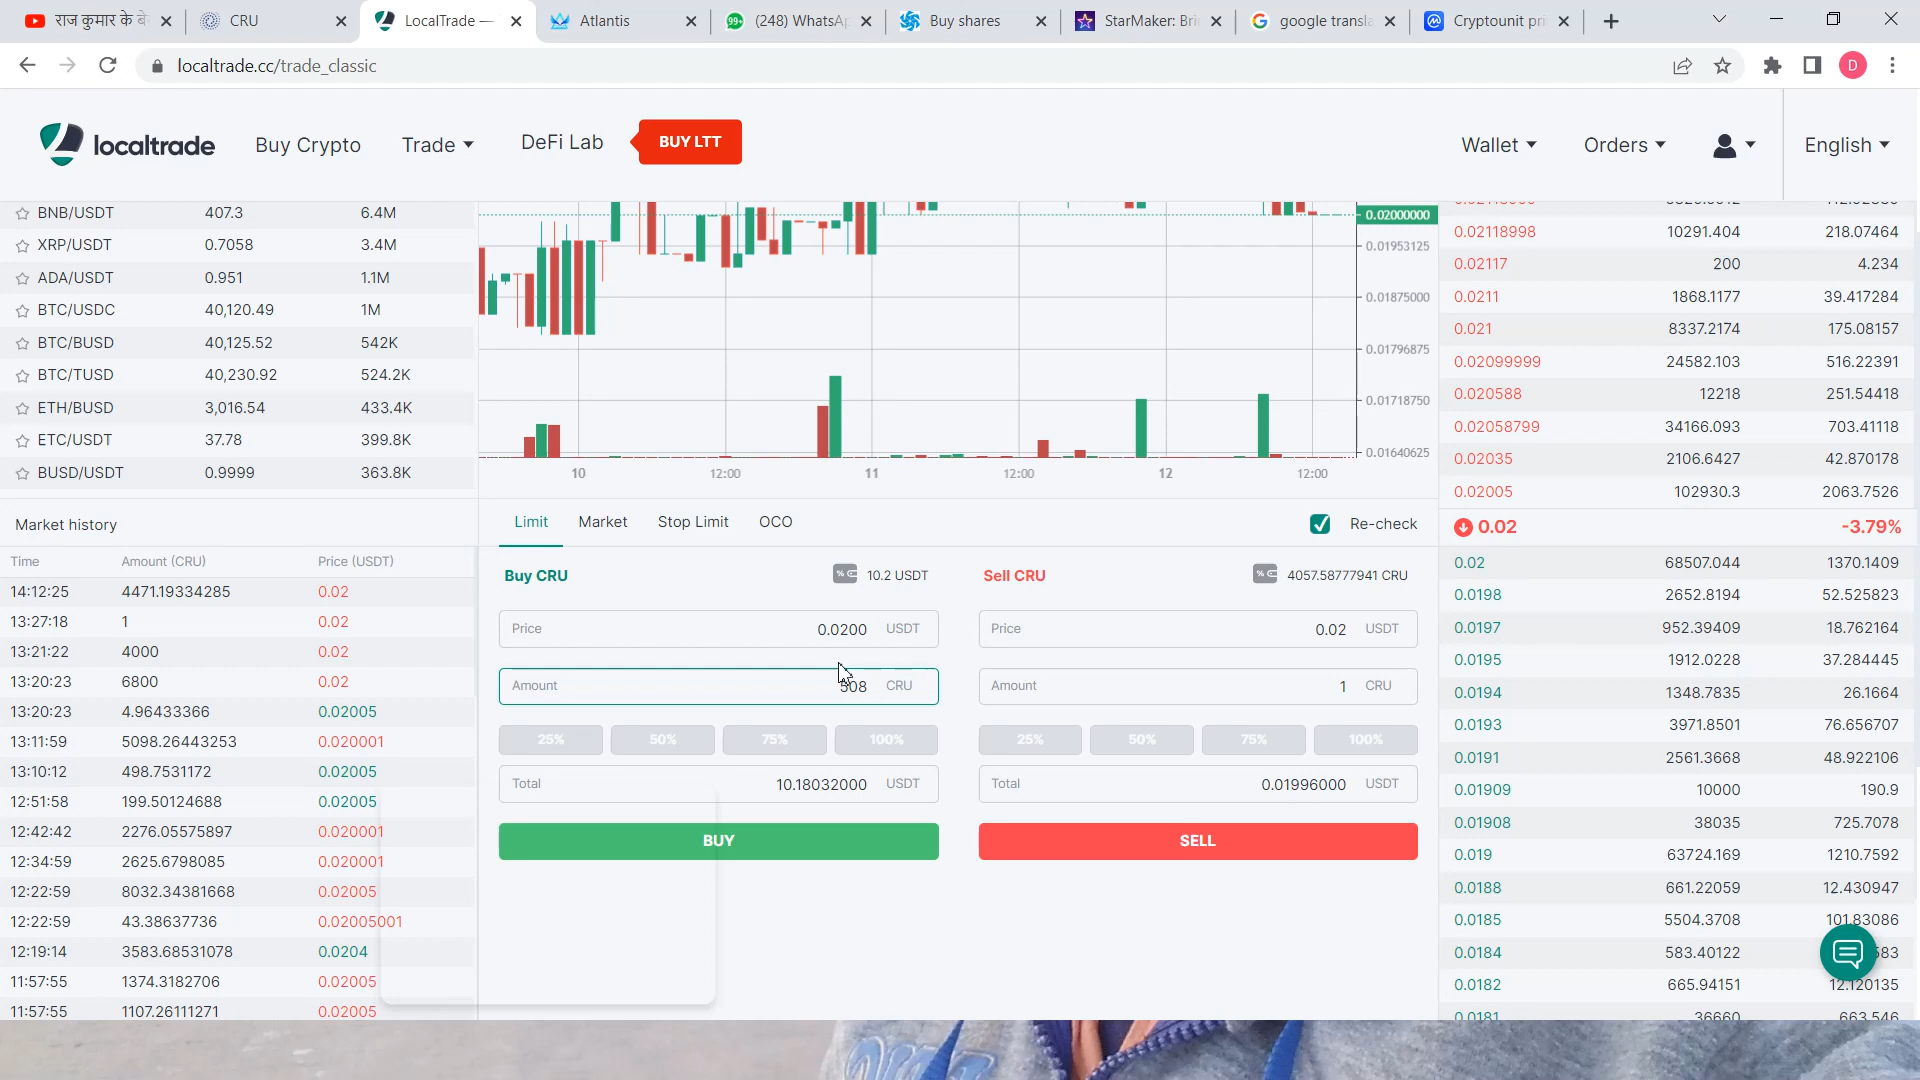 राज कुमार के बे
CRU
LocalTrade —
Atlantis
(248) WhatsAp
Buy shares
StarMaker: Bri
google transla
Cryptounit pri
localtrade.cc/trade_classic
D
localtrade
Buy Crypto
Trade
DeFi Lab
BUY LTT
Wallet
Orders
English
BNB/USDT 407.3 6.4M
XRP/USDT 0.7058 3.4M
ADA/USDT 0.951 1.1M
BTC/USDC 40,120.49 1M
BTC/BUSD 40,125.52 542K
BTC/TUSD 40,230.92 524.2K
ETH/BUSD 3,016.54 433.4K
ETC/USDT 37.78 399.8K
BUSD/USDT 0.9999 363.8K
0.02000000
0.01953125
0.01875000
0.01796875
0.01718750
0.01640625
10 12:00 11 12:00 12 12:00
0.02118998 10291.404 218.07464
0.02117 200 4.234
0.0211 1868.1177 39.417284
0.021 8337.2174 175.08157
0.02099999 24582.103 516.22391
0.020588 12218 251.54418
0.02058799 34166.093 703.41118
0.02035 2106.6427 42.870178
0.02005 102930.3 2063.7526
0.02 -3.79%
0.02 68507.044 1370.1409
0.0198 2652.8194 52.525823
0.0197 952.39409 18.762164
0.0195 1912.0228 37.284445
0.0194 1348.7835 26.1664
0.0193 3971.8501 76.656707
0.0191 2561.3668 48.922106
0.01909 10000 190.9
0.01908 38035 725.7078
0.019 63724.169 1210.7592
0.0188 661.22059 12.430947
0.0185 5504.3708 101.83086
0.0184 583.40122
0.0182 665.94151 12.120135
0.0181 36660 663.546
Market history
Time Amount (CRU) Price (USDT)
14:12:25 4471.19334285 0.02
13:27:18 1 0.02
13:21:22 4000 0.02
13:20:23 6800 0.02
13:20:23 4.96433366 0.02005
13:11:59 5098.26443253 0.020001
13:10:12 498.7531172 0.02005
12:51:58 199.50124688 0.02005
12:42:42 2276.05575897 0.020001
12:34:59 2625.6798085 0.020001
12:22:59 8032.34381668 0.02005
12:22:59 43.38637736 0.02005001
12:19:14 3583.68531078 0.0204
11:57:55 1374.3182706 0.02005
11:57:55 1107.26111271 0.02005
Limit Market Stop Limit OCO
Re-check
Buy CRU 10.2 USDT
Price 0.0200 USDT
Amount 508 CRU
25% 50% 75% 100%
Total 10.18032000 USDT
BUY
Sell CRU 4057.58777941 CRU
Price 0.02 USDT
Amount 1 CRU
25% 50% 75% 100%
Total 0.01996000 USDT
SELL